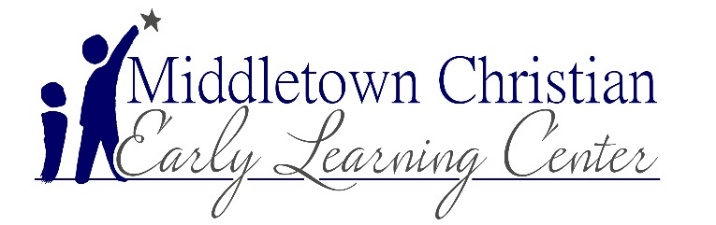 Middletown Christian
Early Learning Center